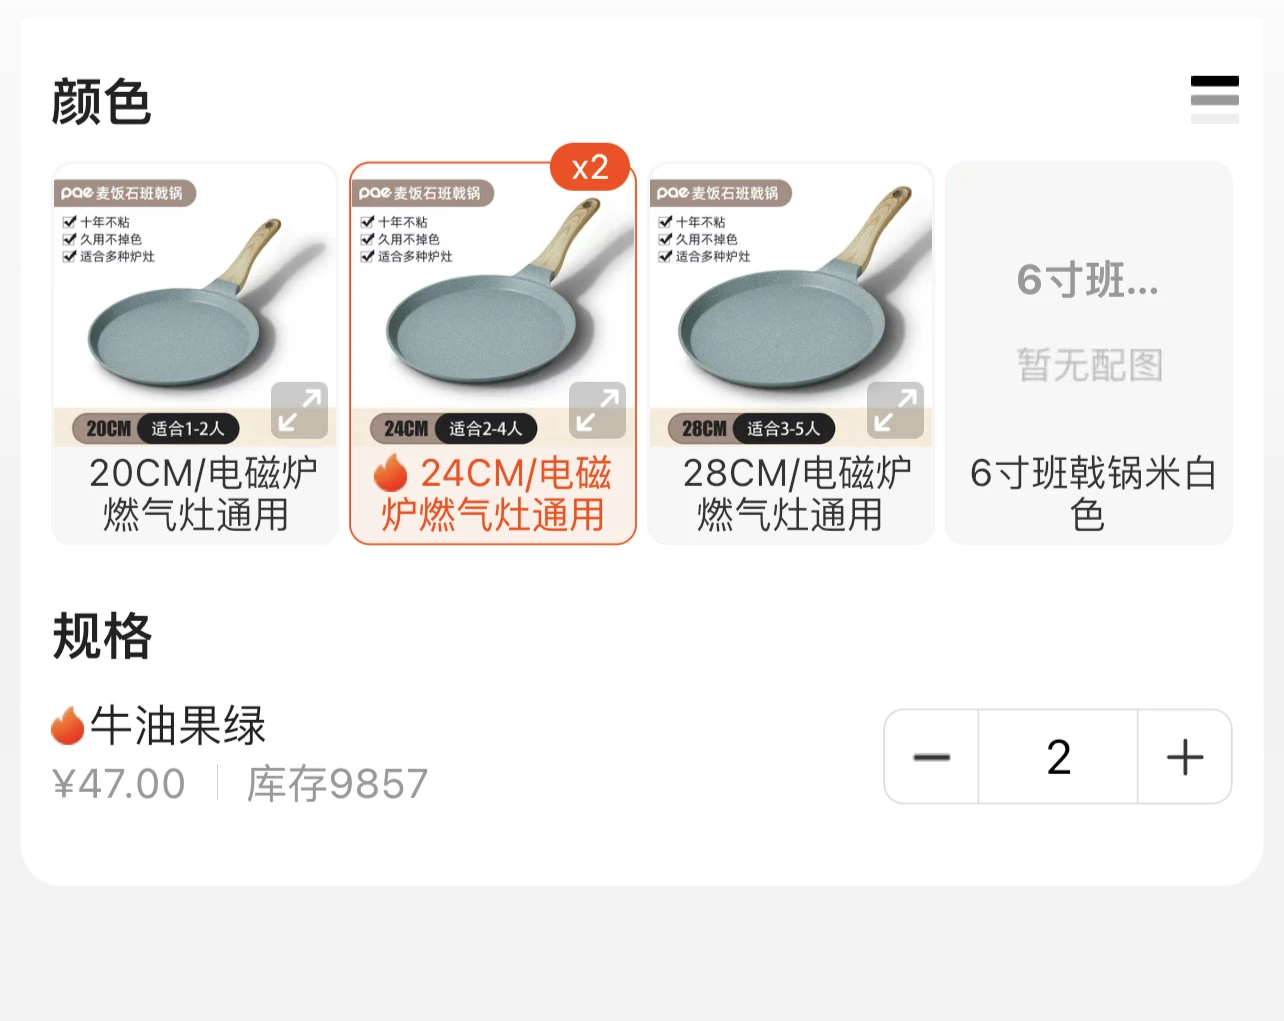 颜色
x2
pae 麦饭石班戟锅
十年不粘
久用不掉色
适合多种炉灶
20CM 适合1-2人
20CM/电磁炉
燃气灶通用
pae 麦饭石班戟锅
十年不粘
久用不掉色
适合多种炉灶
24CM 适合2-4人
🔥 24CM/电磁
炉燃气灶通用
pae 麦饭石班戟锅
十年不粘
久用不掉色
适合多种炉灶
28CM 适合3-5人
28CM/电磁炉
燃气灶通用
6寸班...
暂无配图
6寸班戟锅米白
色
规格
🔥牛油果绿
¥47.00 库存9857
2